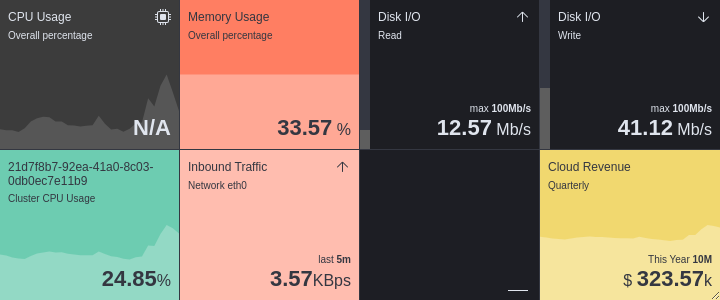 CPU Usage
Overall percentage
N/A
Memory Usage
Overall percentage
33.57 %
Disk I/O
Read
max 100Mb/s
12.57 Mb/s
Disk I/O
Write
max 100Mb/s
41.12 Mb/s
21d7f8b7-92ea-41a0-8c03-
0db0ec7e11b9
Cluster CPU Usage
24.85%
Inbound Traffic
Network eth0
last 5m
3.57KBps
Cloud Revenue
Quarterly
This Year 10M
$ 323.57k